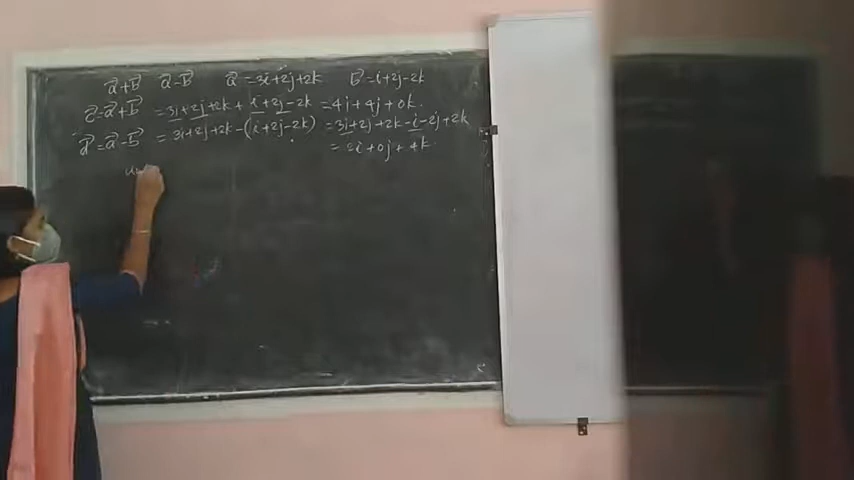 a⃗+b⃗ a⃗-b⃗ a⃗=3i+2j+2k b⃗=i+2j-2k
c⃗=a⃗+b⃗ = 3i+2j+2k + i+2j-2k = 4i+4j+0k.
d⃗=a⃗-b⃗ = 3i+2j+2k-(i+2j-2k) = 3i+2j+2k-i-2j+2k
= 2i+0j+4k